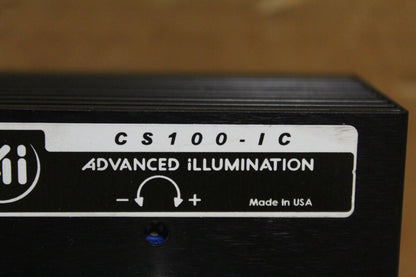 CS100-IC
ADVANCED iLLUMINATION
- +
Made In USA